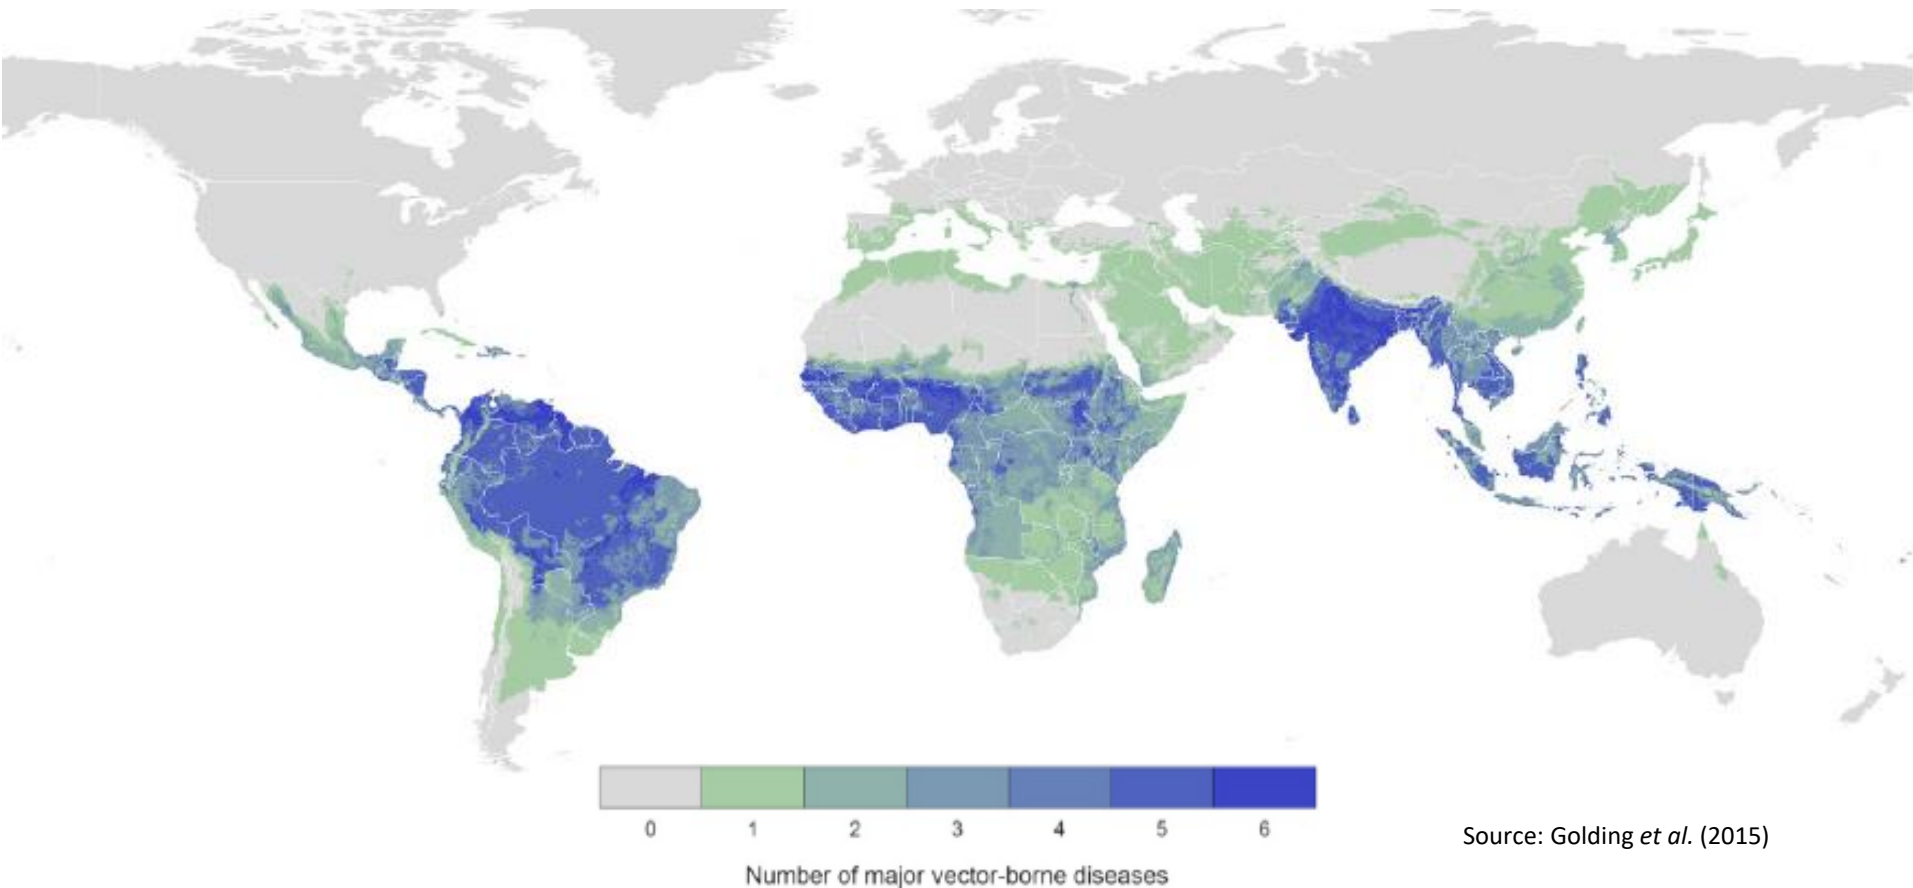 0 1 2 3 4 5 6
Source: Golding et al. (2015)
Number of major vector-borne diseases